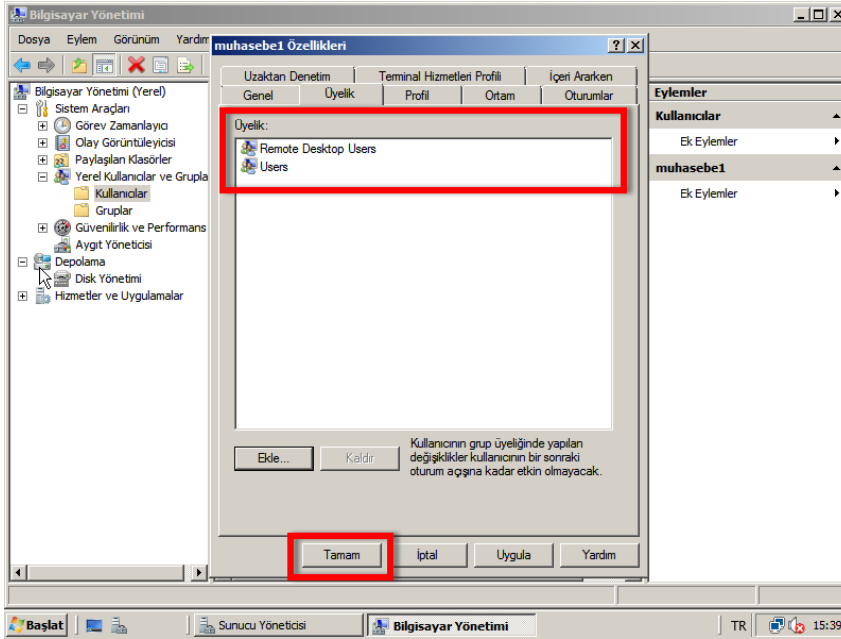 Bilgisayar Yönetimi
Dosya Eylem Görünüm Yardım
muhasebe1 Özellikleri
Uzaktan Denetim Terminal Hizmetleri Profili İçeri Ararken
Genel Üyelik Profil Ortam Oturumlar
Üyelik:
Remote Desktop Users
Users
Bilgisayar Yönetimi (Yerel)
Sistem Araçları
Görev Zamanlayıcı
Olay Görüntüleyicisi
Paylaşılan Klasörler
Yerel Kullanıcılar ve Grupla
Kullanıcılar
Gruplar
Güvenilirlik ve Performans
Aygıt Yöneticisi
Depolama
Disk Yönetimi
Hizmetler ve Uygulamalar
Eylemler
Kullanıcılar
Ek Eylemler
muhasebe1
Ek Eylemler
Ekle... Kaldır
Kullanıcının grup üyeliğinde yapılan
değişiklikler kullanıcının bir sonraki
oturum açışına kadar etkin olmayacak.
Tamam İptal Uygula Yardım
Başlat Sunucu Yöneticisi Bilgisayar Yönetimi TR 15:39